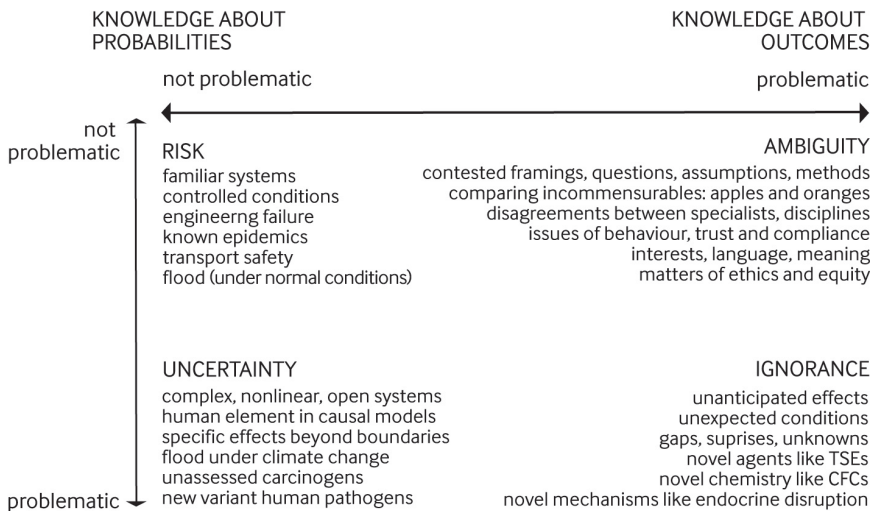 KNOWLEDGE ABOUT
PROBABILITIES
KNOWLEDGE ABOUT
OUTCOMES
not problematic
problematic
not
problematic
RISK
familiar systems
controlled conditions
engineerng failure
known epidemics
transport safety
flood (under normal conditions)
AMBIGUITY
contested framings, questions, assumptions, methods
comparing incommensurables: apples and oranges
disagreements between specialists, disciplines
issues of behaviour, trust and compliance
interests, language, meaning
matters of ethics and equity
UNCERTAINTY
complex, nonlinear, open systems
human element in causal models
specific effects beyond boundaries
flood under climate change
unassessed carcinogens
new variant human pathogens
IGNORANCE
unanticipated effects
unexpected conditions
gaps, suprises, unknowns
novel agents like TSEs
novel chemistry like CFCs
novel mechanisms like endocrine disruption
problematic